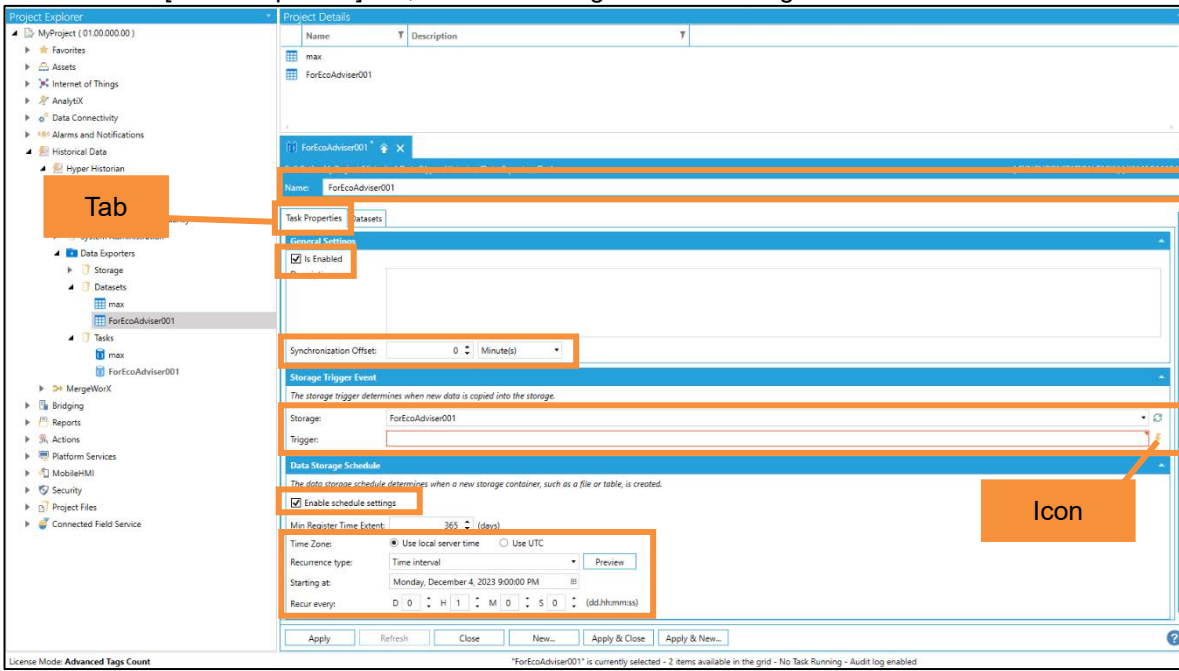 Project Explorer
Project Details
MyProject ( 01.00.000.00 )
Name
Description
Favorites
max
Assets
ForEcoAdviser001
Internet of Things
AnalytiX
Data Connectivity
Alarms and Notifications
Historical Data
ForEcoAdviser001*
Hyper Historian
Name: ForEcoAdviser001
Tab
Task Properties
Datasets
General Settings
System Administration
Data Exporters
Is Enabled
Storage
Datasets
max
ForEcoAdviser001
Tasks
Synchronization Offset: 0 Minute(s)
max
ForEcoAdviser001
Storage Trigger Event
MergeWorX
The storage trigger determines when new data is copied into the storage.
Bridging
Reports
Storage: ForEcoAdviser001
Actions
Trigger:
Platform Services
Data Storage Schedule
MobileHMI
The data storage schedule determines when a new storage container, such as a file or table, is created.
Security
Enable schedule settings
Icon
Project Files
Connected Field Service
Min Register Time Extent: 365 (days)
Time Zone: Use local server time Use UTC
Recurrence type: Time interval Preview
Starting at: Monday, December 4, 2023 9:00:00 PM
Recur every: D 0 H 1 M 0 S 0 (dd.hh:mm:ss)
Apply Refresh Close New... Apply & Close Apply & New...
License Mode: Advanced Tags Count
"ForEcoAdviser001" is currently selected - 2 items available in the grid - No Task Running - Audit log enabled